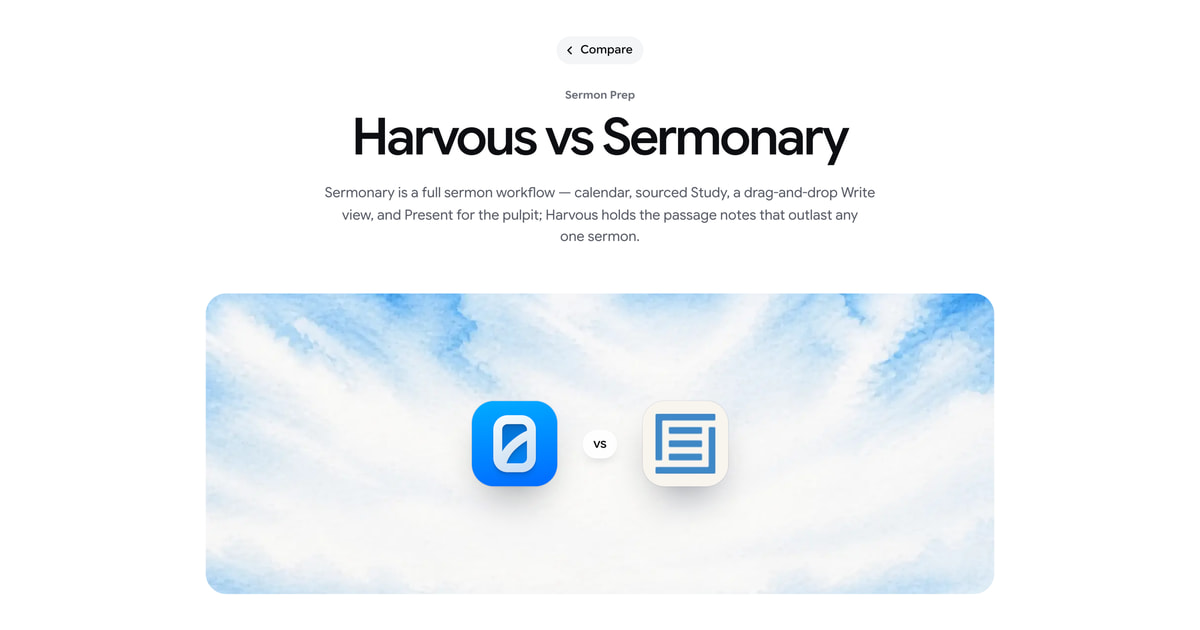 Compare
Sermon Prep
Harvous vs Sermonary
Sermonary is a full sermon workflow — calendar, sourced Study, a drag-and-drop Write
view, and Present for the pulpit; Harvous holds the passage notes that outlast any
one sermon.
VS